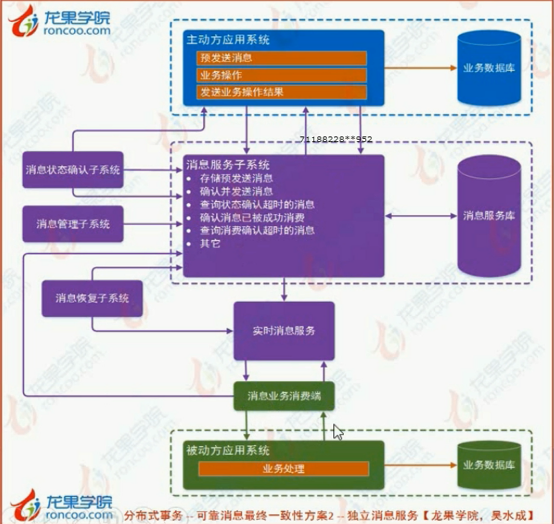 龙果学院
roncoo.com
主动方应用系统
预发送消息
业务操作
发送业务操作结果
业务数据库
71188228**952
消息状态确认子系统
消息管理子系统
消息恢复子系统
消息服务子系统
• 存储预发送消息
• 确认并发送消息
• 查询状态确认超时的消息
• 确认消息已被成功消费
• 查询消费确认超时的消息
• 其它
消息服务库
实时消息服务
消息业务消费端
被动方应用系统
业务处理
业务数据库
龙果学院
roncoo.com
分布式事务 -- 可靠消息最终一致性方案2 -- 独立消息服务【龙果学院，吴水成】